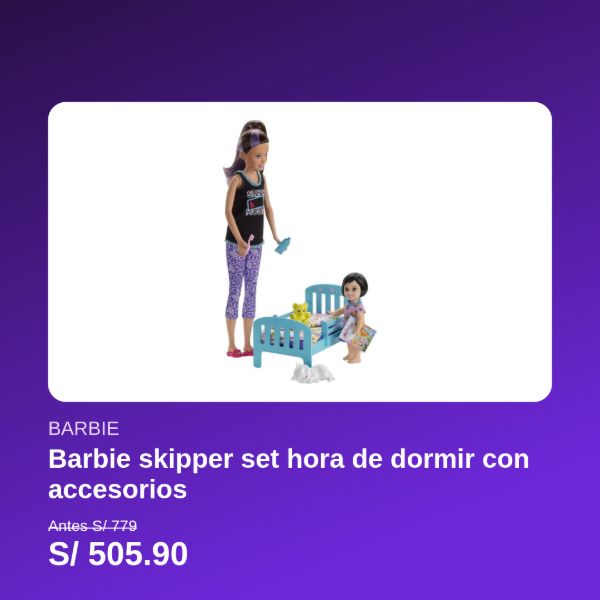 BARBIE
Barbie skipper set hora de dormir con
accesorios
Antes S/ 779
S/ 505.90